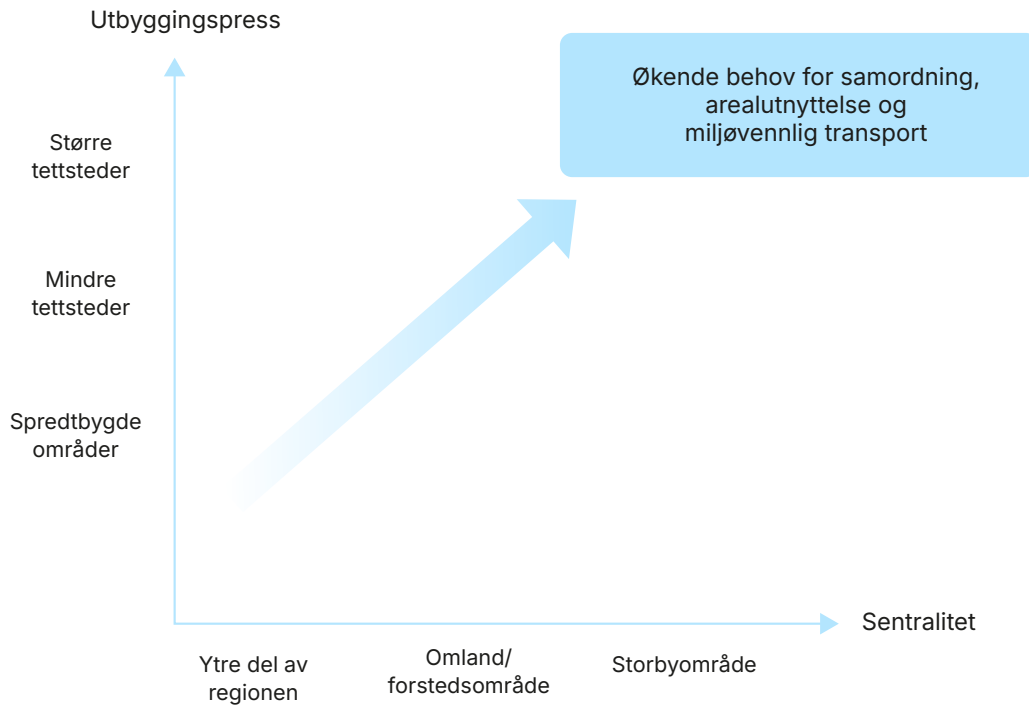 Utbyggingspress
Økende behov for samordning,
arealutnyttelse og
miljøvennlig transport
Større
tettsteder
Mindre
tettsteder
Spredtbygde
områder
Sentralitet
Ytre del av
regionen
Omland/
forstedsområde
Storbyområde